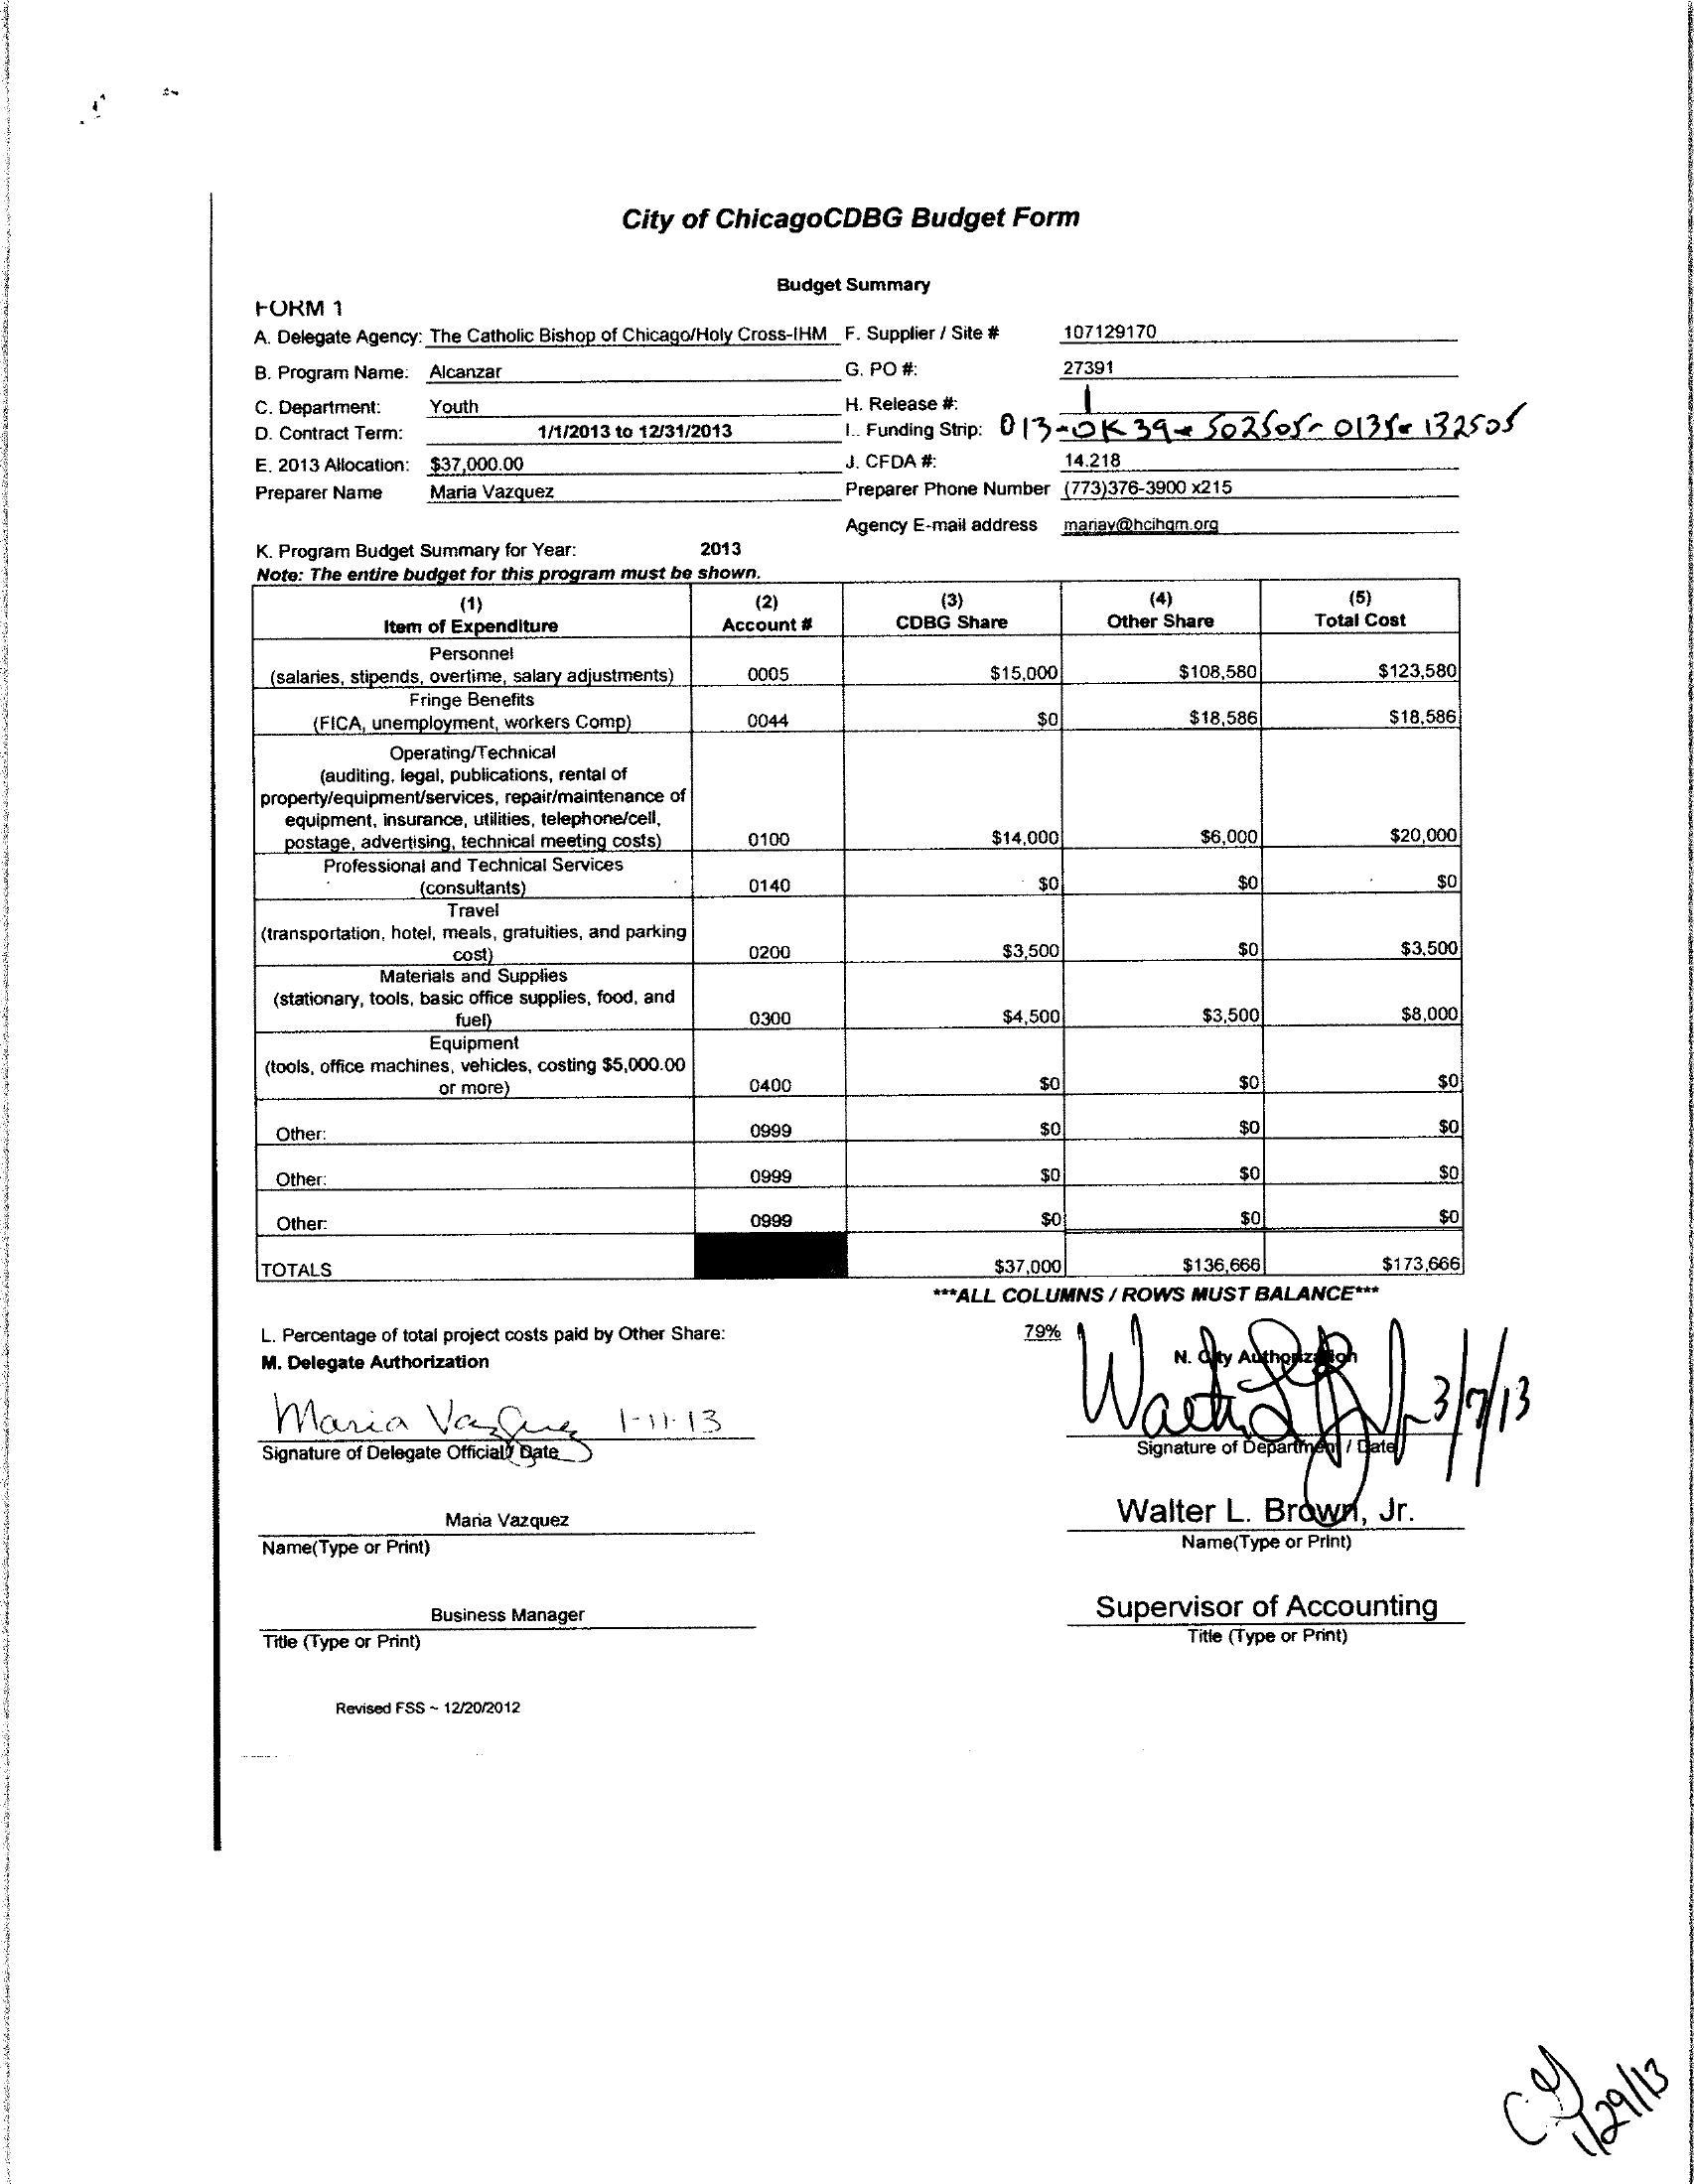 City of ChicagoCDBG Budget Form
Budget Summary
FORM 1
A. Delegate Agency: The Catholic Bishop of Chicago/Holy Cross-IHM F. Supplier / Site # 107129170
B. Program Name: Alcanzar G. PO #: 27391
C. Department: Youth H. Release #: 1
D. Contract Term: 1/1/2013 to 12/31/2013 I.. Funding Strip: 013-0K39-502505-0135-132505
E. 2013 Allocation: $37,000.00 J. CFDA #: 14.218
Preparer Name Maria Vazquez Preparer Phone Number (773)376-3900 x215
Agency E-mail address mariav@hcihgm.org
K. Program Budget Summary for Year: 2013
Note: The entire budget for this program must be shown.
(1) (2) (3) (4) (5)
Item of Expenditure Account # CDBG Share Other Share Total Cost
Personnel
(salaries, stipends, overtime, salary adjustments) 0005 $15,000 $108,580 $123,580
Fringe Benefits
(FICA, unemployment, workers Comp) 0044 $0 $18,586 $18,586
Operating/Technical
(auditing, legal, publications, rental of
property/equipment/services, repair/maintenance of
equipment, insurance, utilities, telephone/cell,
postage, advertising, technical meeting costs) 0100 $14,000 $6,000 $20,000
Professional and Technical Services
(consultants) 0140 $0 $0 $0
Travel
(transportation, hotel, meals, gratuities, and parking
cost) 0200 $3,500 $0 $3,500
Materials and Supplies
(stationary, tools, basic office supplies, food, and
fuel) 0300 $4,500 $3,500 $8,000
Equipment
(tools, office machines, vehicles, costing $5,000.00
or more) 0400 $0 $0 $0
Other: 0999 $0 $0 $0
Other: 0999 $0 $0 $0
Other: 0999 $0 $0 $0
TOTALS $37,000 $136,666 $173,666
***ALL COLUMNS / ROWS MUST BALANCE***
L. Percentage of total project costs paid by Other Share: 79%
M. Delegate Authorization N. City Authorization
Maria Vazquez 1-11-13 3/7/13
Signature of Delegate Official/ Date Signature of Department / Date
Maria Vazquez Walter L. Brown, Jr.
Name(Type or Print) Name(Type or Print)
Business Manager Supervisor of Accounting
Title (Type or Print) Title (Type or Print)
Revised FSS ~ 12/20/2012
1/29/13